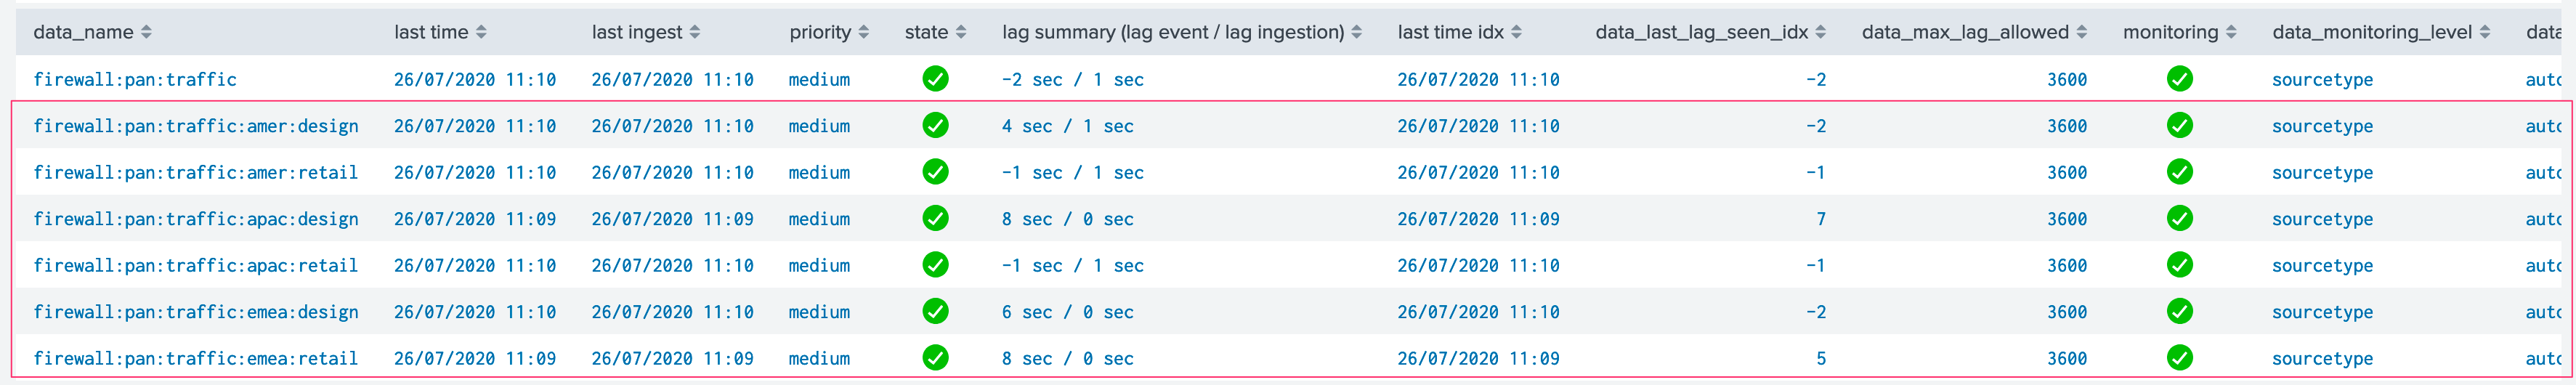 data_name last time last ingest priority state lag summary (lag event / lag ingestion) last time idx data_last_lag_seen_idx data_max_lag_allowed monitoring data_monitoring_level data
firewall:pan:traffic 26/07/2020 11:10 26/07/2020 11:10 medium -2 sec / 1 sec 26/07/2020 11:10 -2 3600 sourcetype auto
firewall:pan:traffic:amer:design 26/07/2020 11:10 26/07/2020 11:10 medium 4 sec / 1 sec 26/07/2020 11:10 -2 3600 sourcetype auto
firewall:pan:traffic:amer:retail 26/07/2020 11:10 26/07/2020 11:10 medium -1 sec / 1 sec 26/07/2020 11:10 -1 3600 sourcetype auto
firewall:pan:traffic:apac:design 26/07/2020 11:09 26/07/2020 11:09 medium 8 sec / 0 sec 26/07/2020 11:09 7 3600 sourcetype auto
firewall:pan:traffic:apac:retail 26/07/2020 11:10 26/07/2020 11:10 medium -1 sec / 1 sec 26/07/2020 11:10 -1 3600 sourcetype auto
firewall:pan:traffic:emea:design 26/07/2020 11:10 26/07/2020 11:10 medium 6 sec / 0 sec 26/07/2020 11:10 -2 3600 sourcetype auto
firewall:pan:traffic:emea:retail 26/07/2020 11:09 26/07/2020 11:09 medium 8 sec / 0 sec 26/07/2020 11:09 5 3600 sourcetype auto